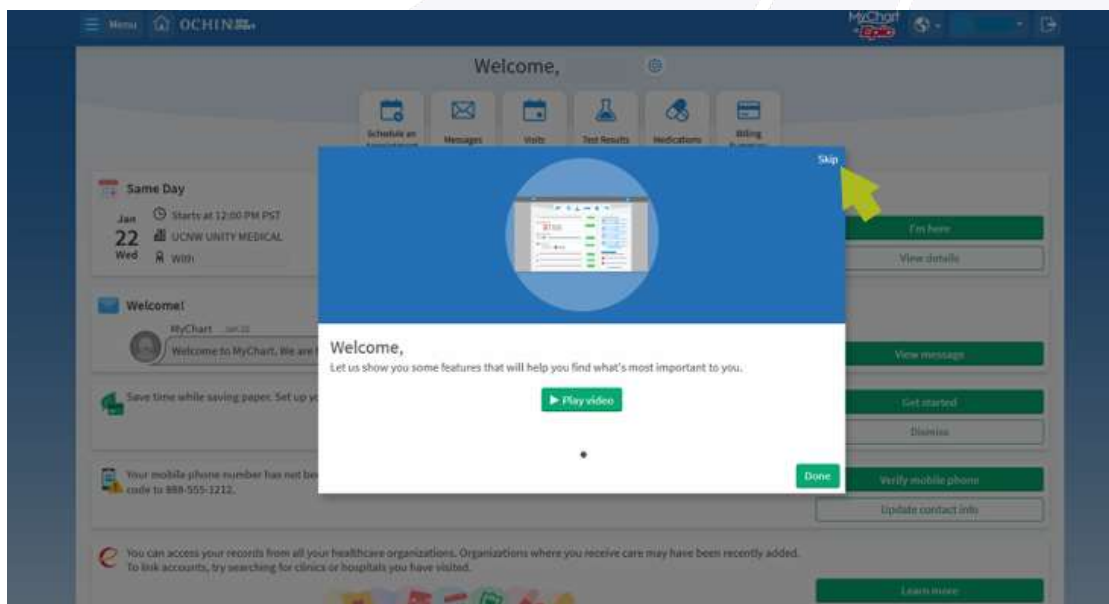 Menu
OCHIN
MyChart
Epic
Welcome,
Schedule an
Appointment
Messages
Visits
Test Results
Medications
Billing
Summary
Skip
Same Day
Jan
22
Wed
Starts at 12:00 PM PST
UCNW UNITY MEDICAL
With
I'm here
View details
Welcome!
MyChart Jan 22
Welcome to MyChart. We are
View message
Welcome,
Let us show you some features that will help you find what's most important to you.
Play video
Done
Save time while saving paper. Set up
Get started
Dismiss
Your mobile phone number has not
code to 888-555-1212.
Verify mobile phone
Update contact info
You can access your records from all your healthcare organizations. Organizations where you receive care may have been recently added.
To link accounts, try searching for clinics or hospitals you have visited.
Learn more